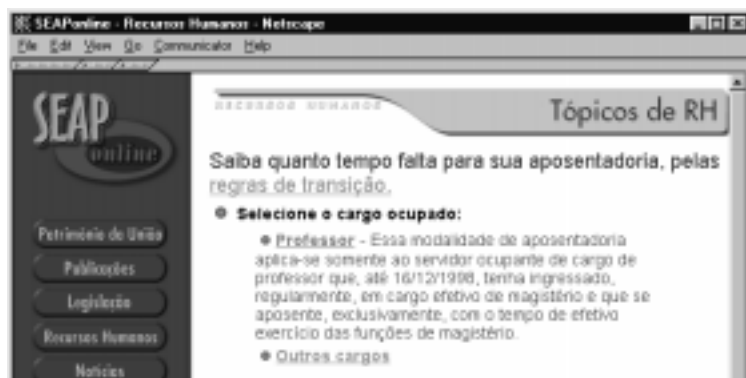 SEAPonline - Recursos Humanos - Netscape
File Edit View Go Communicator Help
SEAP
online
RECURSOS HUMANOS
Tópicos de RH
Saiba quanto tempo falta para sua aposentadoria, pelas
regras de transição.
Selecione o cargo ocupado:
Professor - Essa modalidade de aposentadoria
aplica-se somente ao servidor ocupante de cargo de
professor que, até 16/12/1998, tenha ingressado,
regularmente, em cargo efetivo de magistério e que se
aposente, exclusivamente, com o tempo de efetivo
exercício das funções de magistério.
Outros cargos
Patrimônio da União
Publicações
Legislação
Recursos Humanos
Notícias